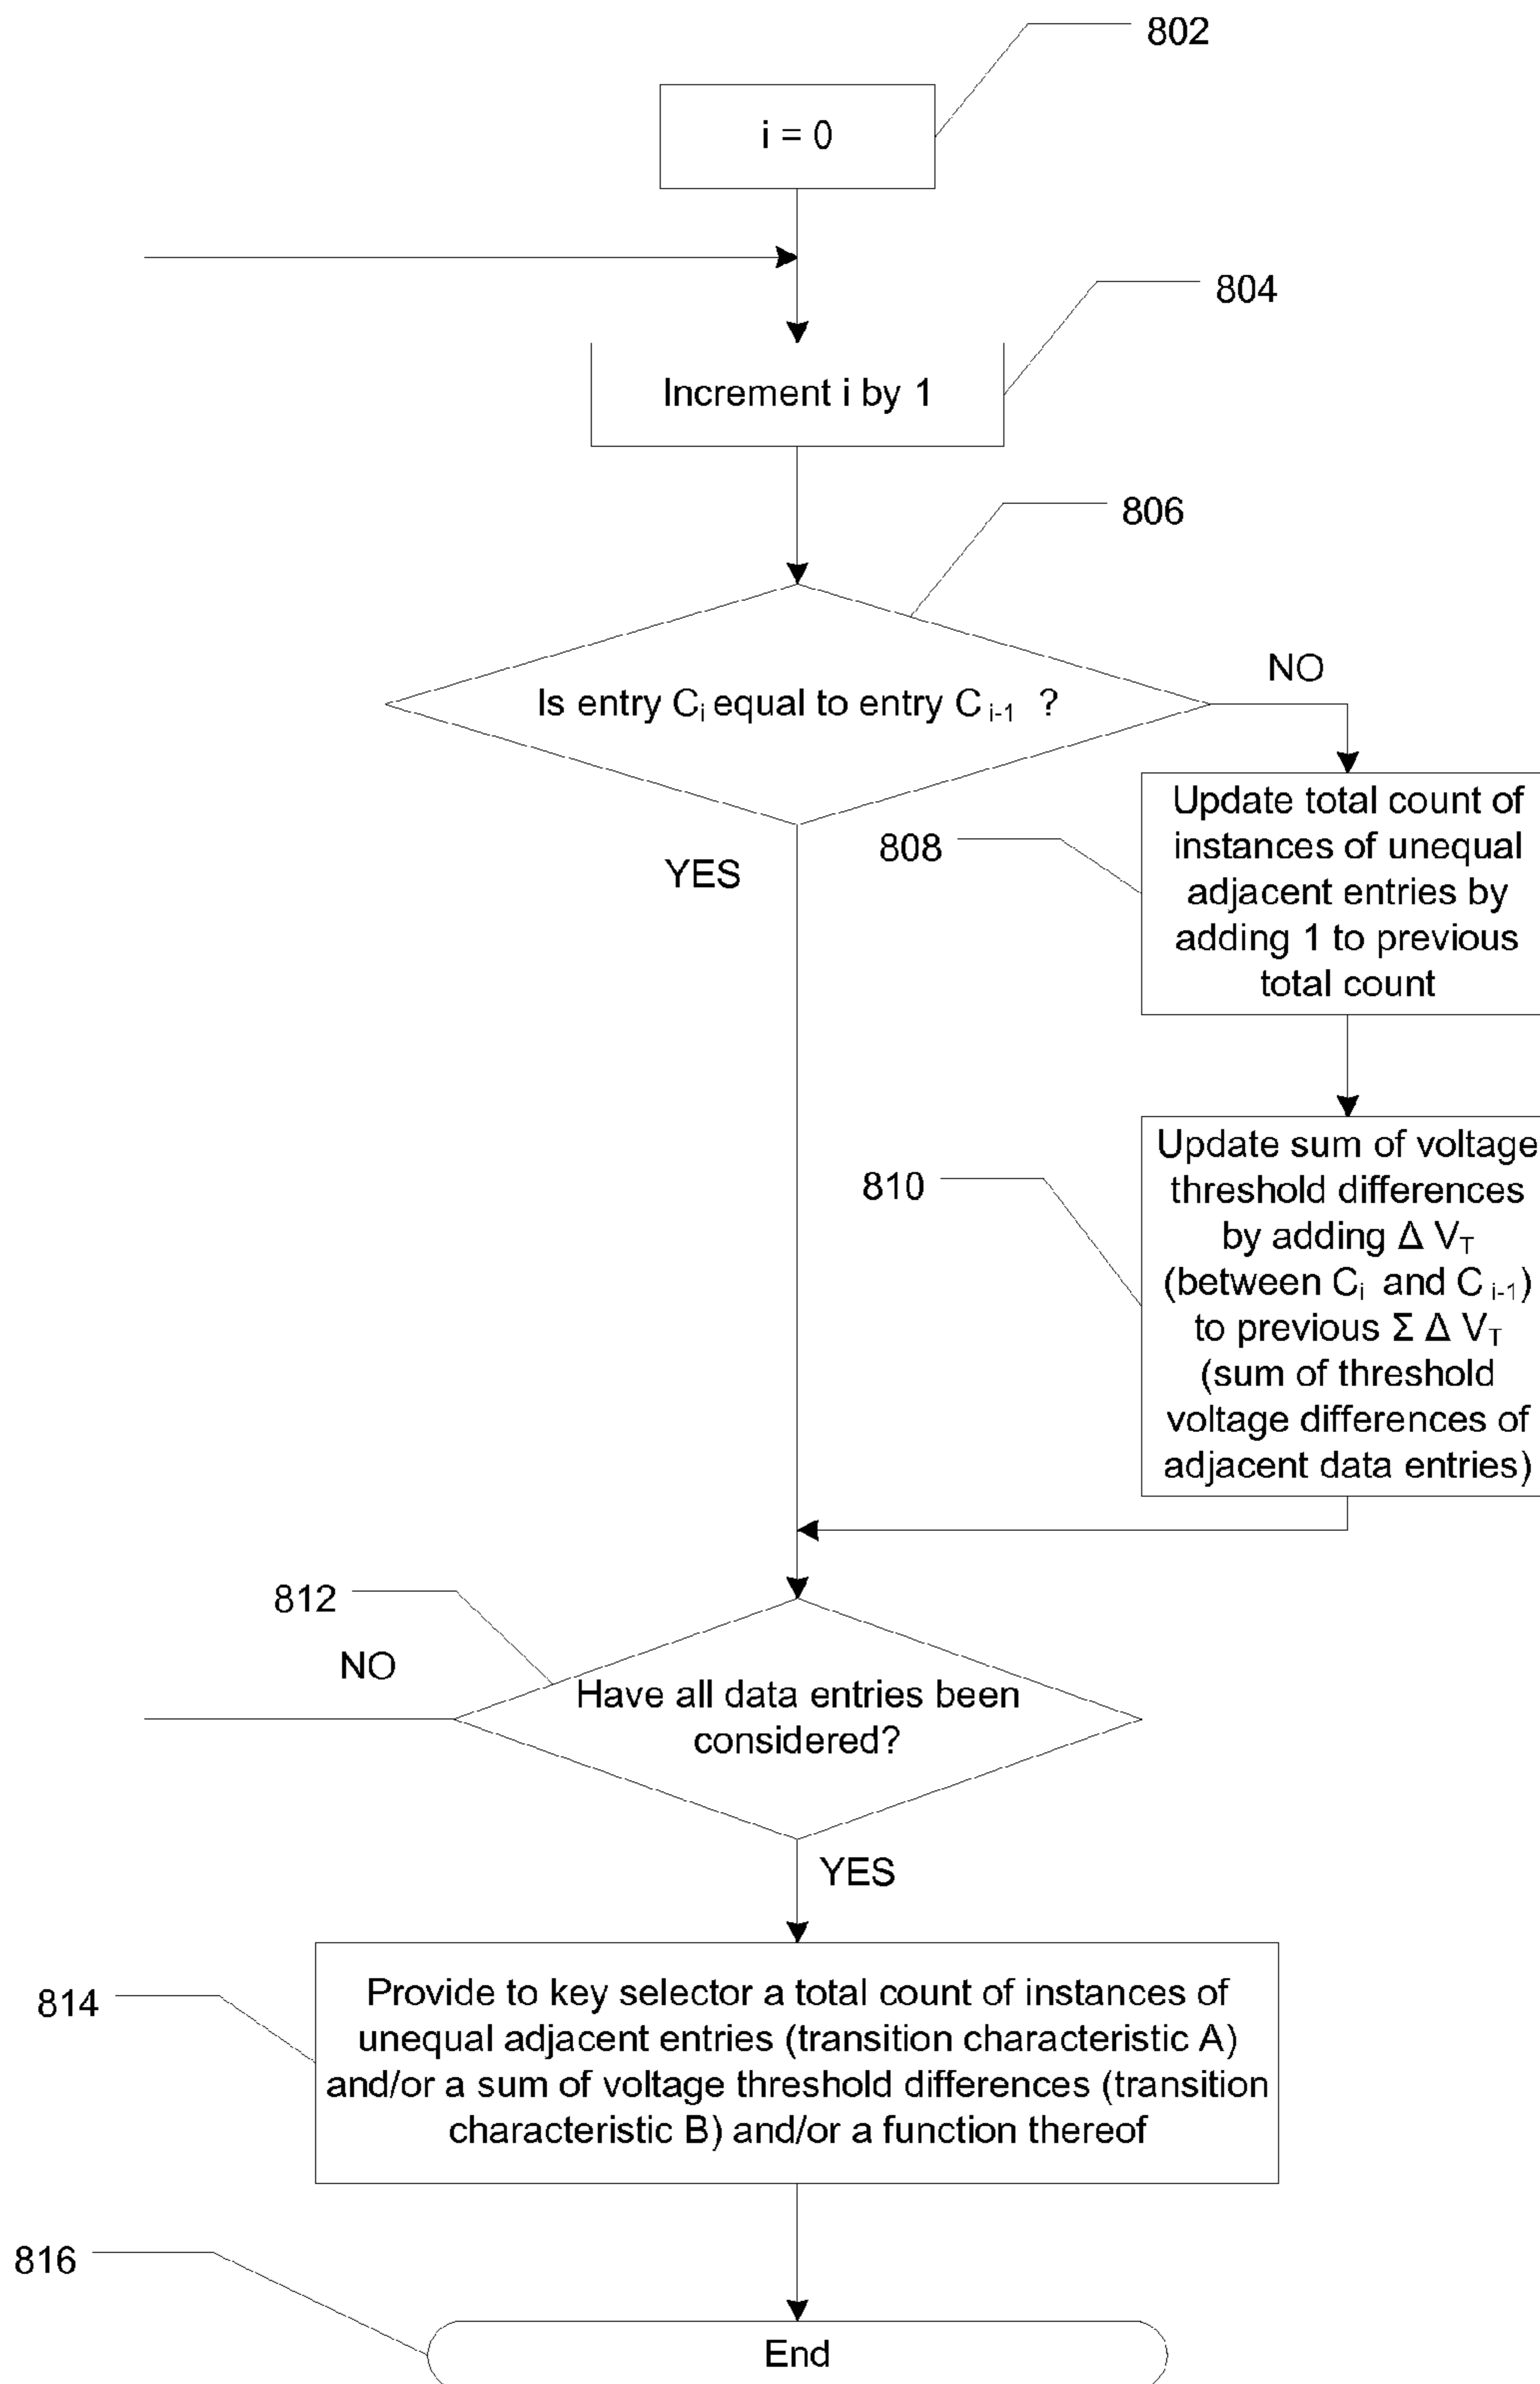 802
i = 0
804
Increment i by 1
806
Is entry Ci equal to entry C i-1 ?
NO
YES
808
Update total count of
instances of unequal
adjacent entries by
adding 1 to previous
total count
810
Update sum of voltage
threshold differences
by adding Δ VT
(between Ci and C i-1)
to previous Σ Δ VT
(sum of threshold
voltage differences of
adjacent data entries)
812
NO
Have all data entries been
considered?
YES
814
Provide to key selector a total count of instances of
unequal adjacent entries (transition characteristic A)
and/or a sum of voltage threshold differences (transition
characteristic B) and/or a function thereof
816
End